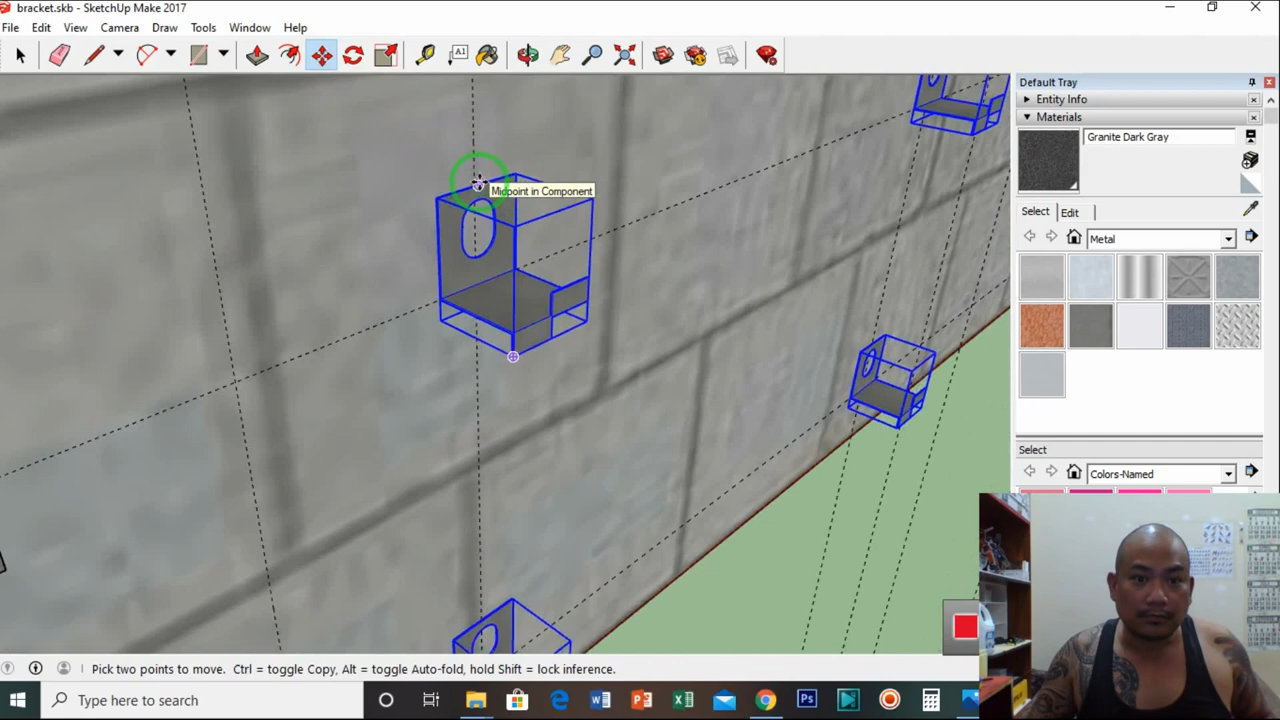 bracket.skb - SketchUp Make 2017
File Edit View Camera Draw Tools Window Help
A1
Default Tray
Entity Info
Materials
Granite Dark Gray
Midpoint in Component
Select Edit
Metal
Select
Colors-Named
Pick two points to move. Ctrl = toggle Copy, Alt = toggle Auto-fold, hold Shift = lock inference.
Type here to search
Ps